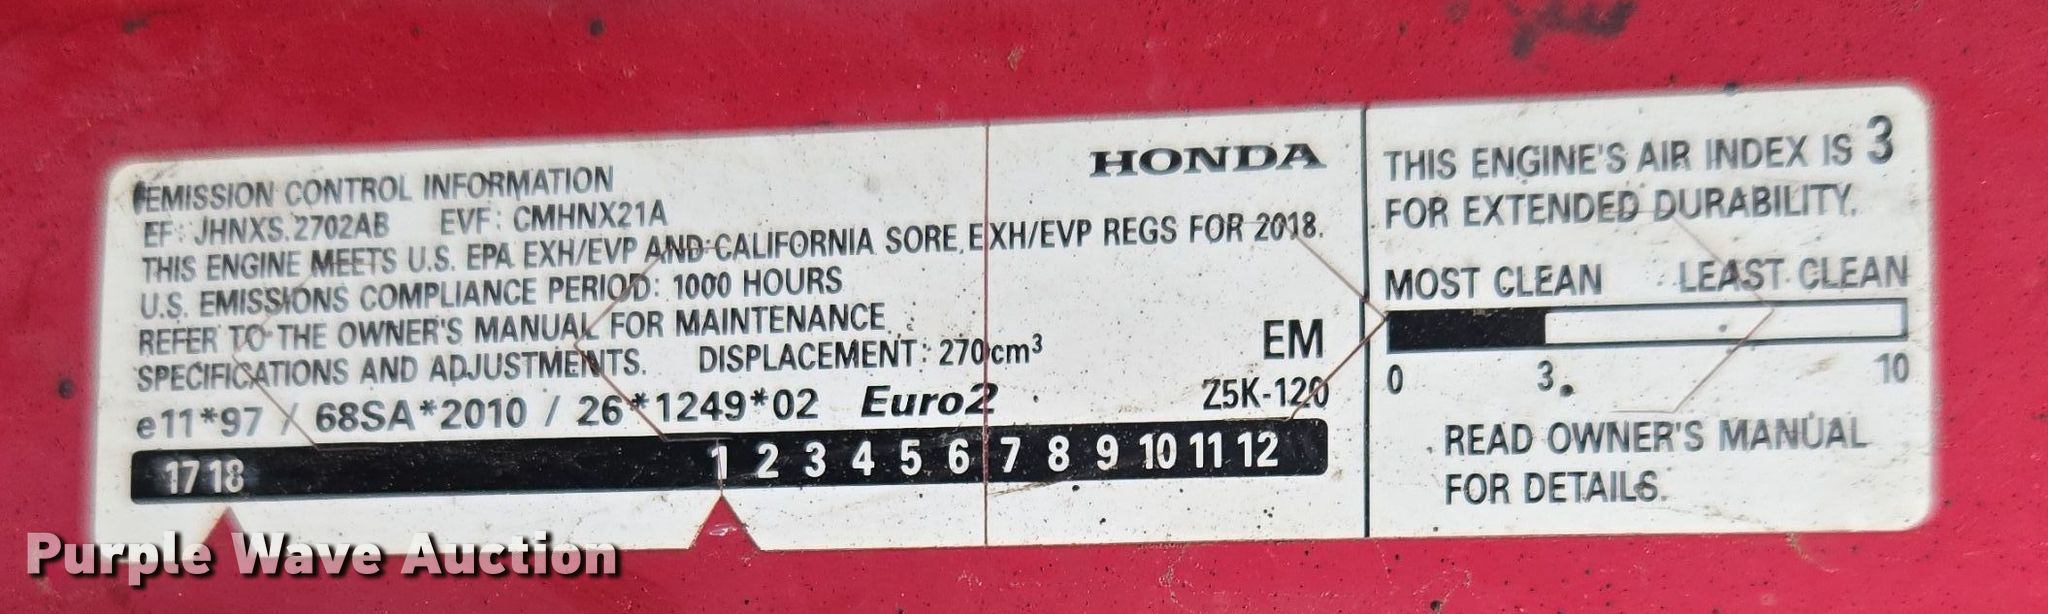 EMISSION CONTROL INFORMATION
EF: JHNXS.2702AB EVF: CMHNX21A
THIS ENGINE MEETS U.S. EPA EXH/EVP AND CALIFORNIA SORE EXH/EVP REGS FOR 2018.
U.S. EMISSIONS COMPLIANCE PERIOD: 1000 HOURS
REFER TO THE OWNER'S MANUAL FOR MAINTENANCE
SPECIFICATIONS AND ADJUSTMENTS. DISPLACEMENT: 270cm³
e11*97 / 68SA*2010 / 26*1249*02 Euro2
HONDA
EM
Z5K-120
17 18 1 2 3 4 5 6 7 8 9 10 11 12
THIS ENGINE'S AIR INDEX IS 3
FOR EXTENDED DURABILITY.
MOST CLEAN LEAST CLEAN
0 3. 10
READ OWNER'S MANUAL
FOR DETAILS.
Purple Wave Auction